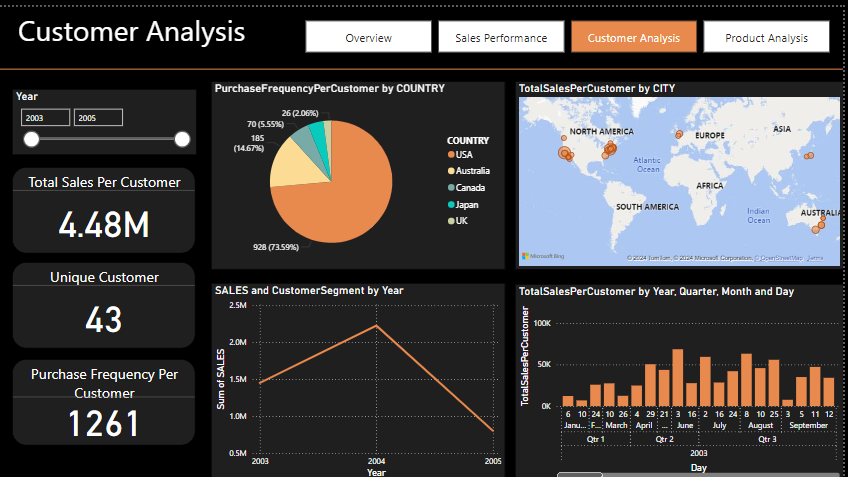 Customer Analysis
Overview
Sales Performance
Customer Analysis
Product Analysis
Year
2003
2005
Total Sales Per Customer
4.48M
Unique Customer
43
Purchase Frequency Per
Customer
1261
PurchaseFrequencyPerCustomer by COUNTRY
26 (2.06%)
70 (5.55%)
185
(14.67%)
928 (73.59%)
COUNTRY
USA
Australia
Canada
Japan
UK
TotalSalesPerCustomer by CITY
NORTH AMERICA
EUROPE
ASIA
Atlantic
Ocean
AFRICA
SOUTH AMERICA
Indian
Ocean
AUSTRALIA
Microsoft Bing
© 2024 TomTom, © 2024 Microsoft Corporation, © OpenStreetMap Terms
SALES and CustomerSegment by Year
Sum of SALES
2.5M
2.0M
1.5M
1.0M
0.5M
2003 2004 2005
Year
TotalSalesPerCustomer by Year, Quarter, Month and Day
TotalSalesPerCustomer
100K
50K
0K
6 10 24 10 26 4 29 21 3 16 2 16 24 8 10 25 3 5 11 12
Janu... F... March April ... June July August September
Qtr 1 Qtr 2 Qtr 3
2003
Day